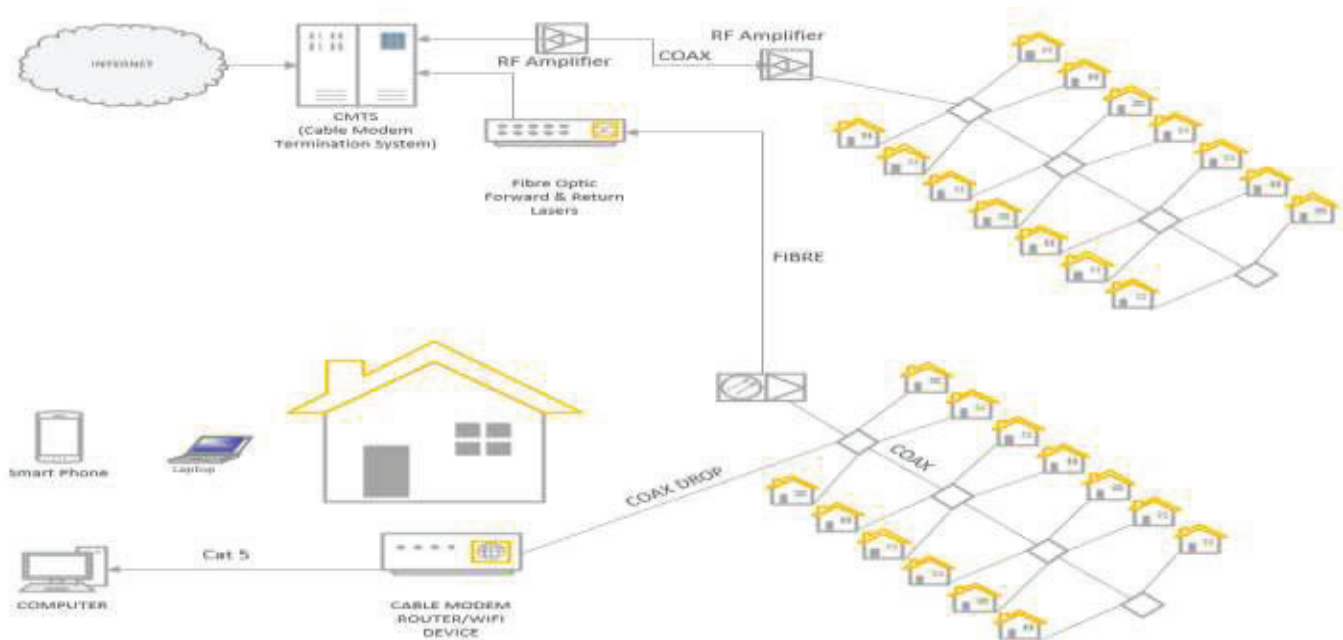 INTERNET
CMTS
(Cable Modem
Termination System)
RF Amplifier
COAX
RF Amplifier
Fibre Optic
Forward & Return
Lasers
FIBRE
Smart Phone
Laptop
COAX DROP
COAX
Cat 5
COMPUTER
CABLE MODEM
ROUTER/WIFI
DEVICE